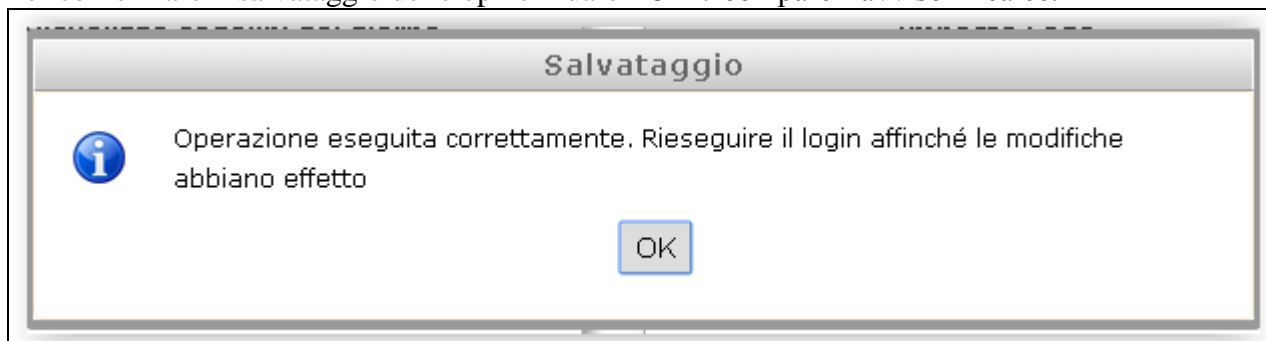 Salvataggio
Operazione eseguita correttamente. Rieseguire il login affinché le modifiche
abbiano effetto
OK